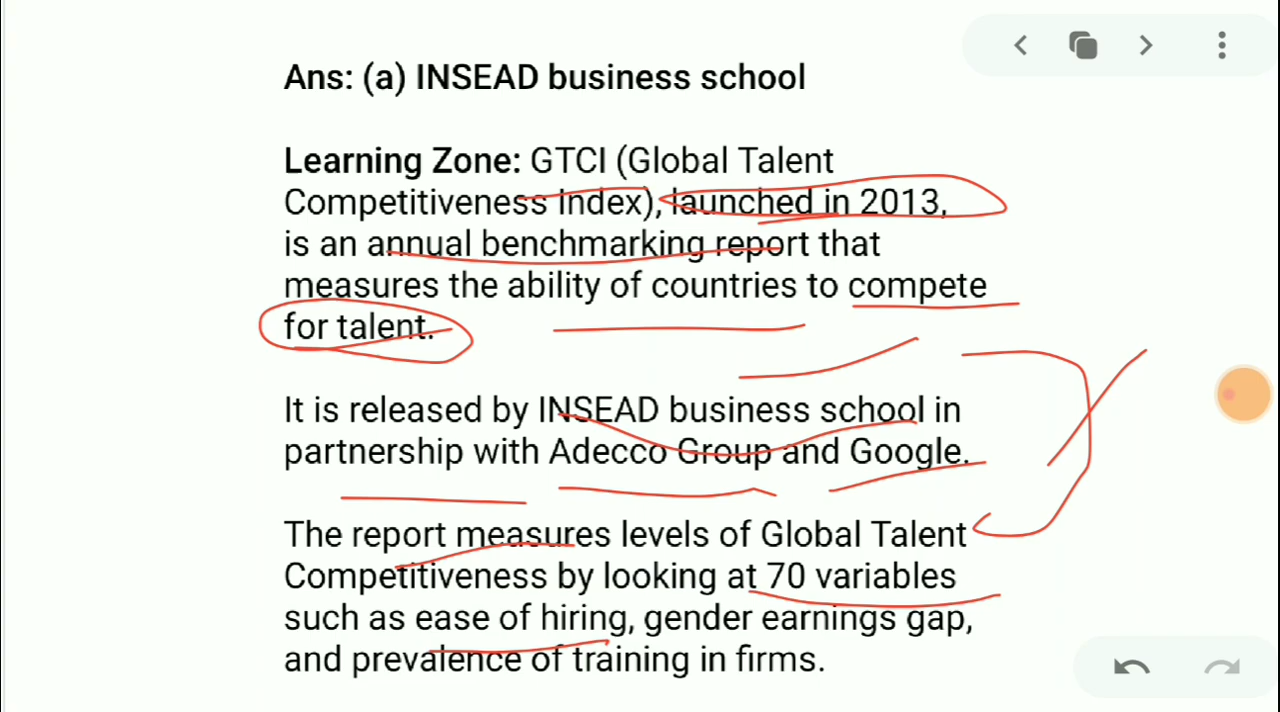 Ans: (a) INSEAD business school
Learning Zone: GTCI (Global Talent
Competitiveness Index), launched in 2013,
is an annual benchmarking report that
measures the ability of countries to compete
for talent.
It is released by INSEAD business school in
partnership with Adecco Group and Google.
The report measures levels of Global Talent
Competitiveness by looking at 70 variables
such as ease of hiring, gender earnings gap,
and prevalence of training in firms.